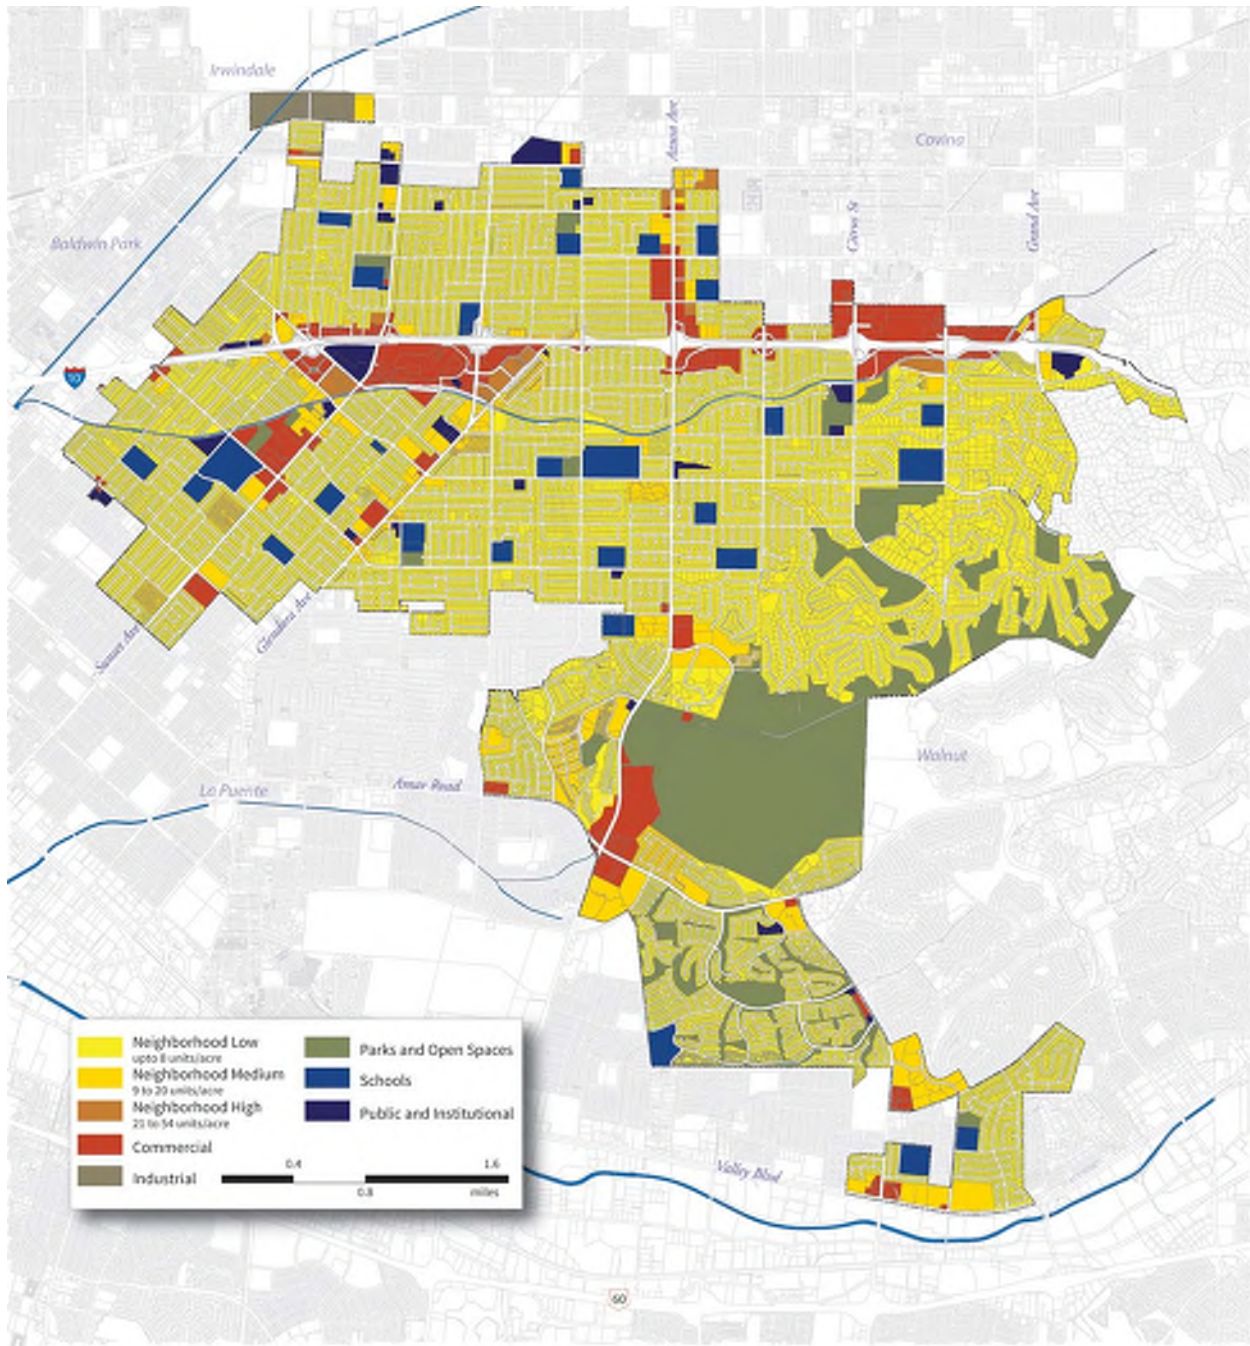 Irwindale
Azusa Ave
Covina
Citrus St
Grand Ave
Baldwin Park
10
Sunset Ave
Glendora Ave
Walnut
La Puente
Amar Road
Neighborhood Low
upto 8 units/acre
Neighborhood Medium
9 to 20 units/acre
Neighborhood High
21 to 54 units/acre
Commercial
Industrial
Parks and Open Spaces
Schools
Public and Institutional
0.4
1.6
0.8
miles
Valley Blvd
60